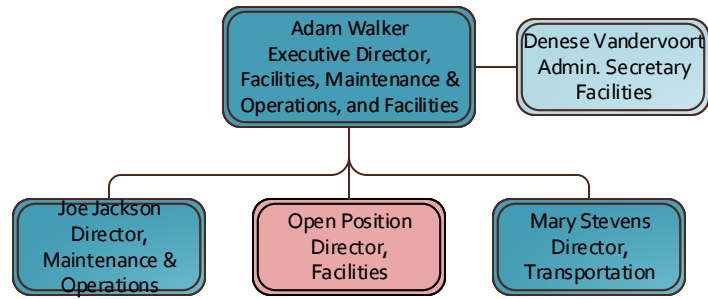 Adam Walker
Executive Director,
Facilities, Maintenance &
Operations, and Facilities
Denese Vandervoort
Admin. Secretary
Facilities
Joe Jackson
Director,
Maintenance &
Operations
Open Position
Director,
Facilities
Mary Stevens
Director,
Transportation